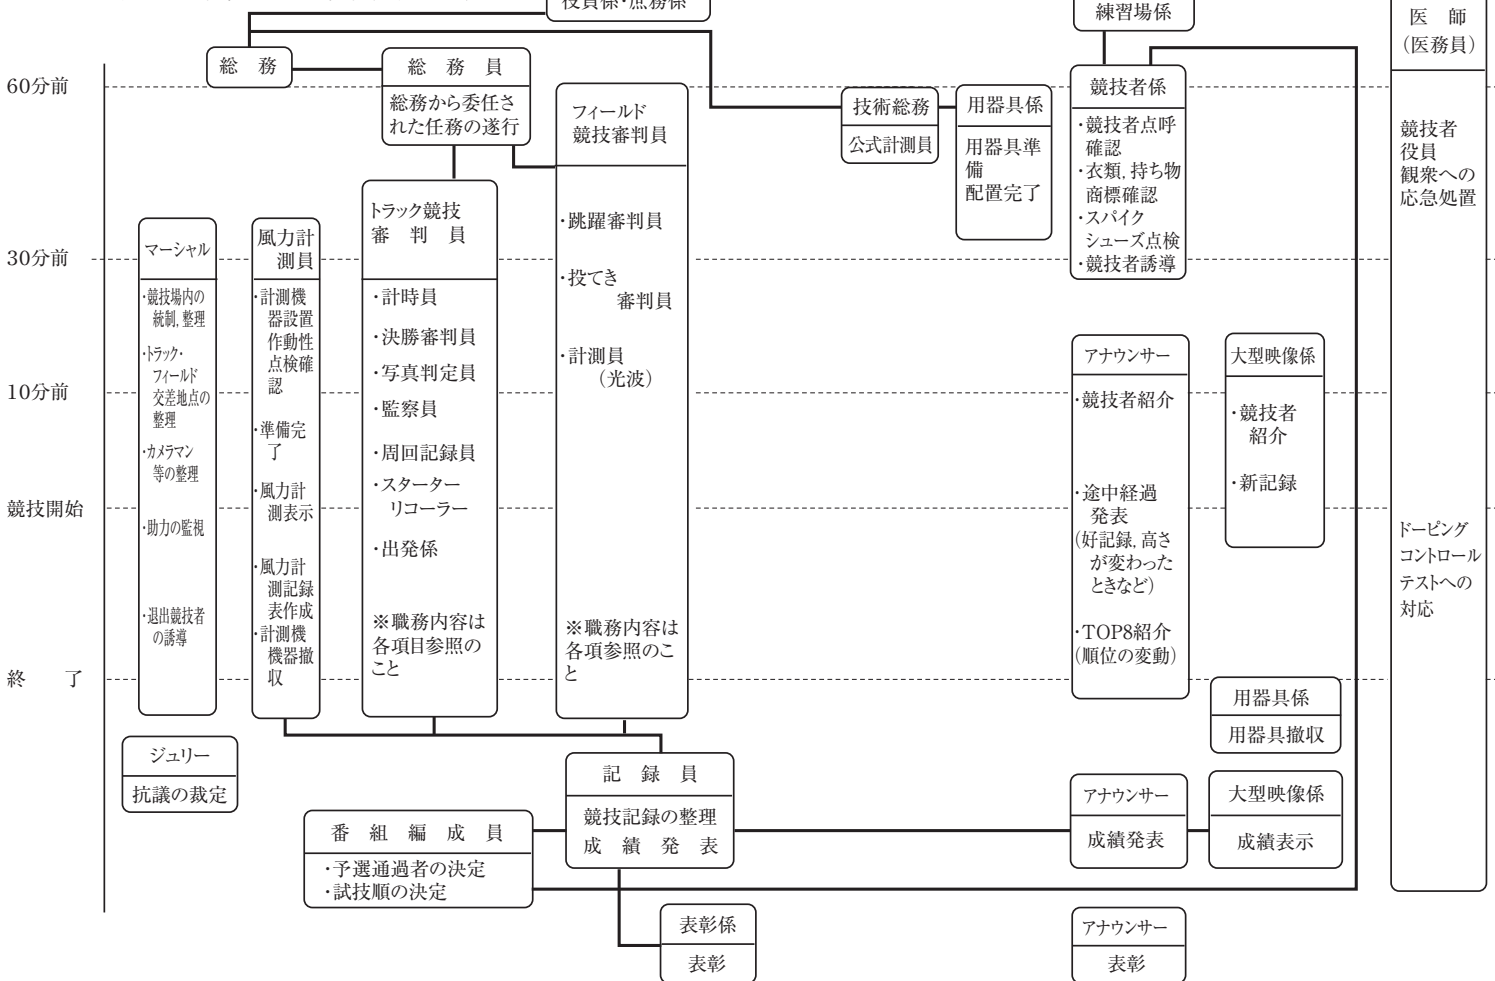 役員係・庶務係
練習場係
医　師
（医務員）
60分前
30分前
10分前
競技開始
終　了
総　務
総　務　員
総務から委任さ
れた任務の遂行
フィールド
競技審判員
・跳躍審判員
・投てき
審判員
・計測員
（光波）
※職務内容は
各項参照のこ
と
技術総務
公式計測員
用器具係
用器具準
備
配置完了
競技者係
・競技者点呼
確認
・衣類, 持ち物
商標確認
・スパイク
シューズ点検
・競技者誘導
競技者
役員
観衆への
応急処置
ドーピング
コントロール
テストへの
対応
マーシャル
・競技場内の
統制, 整理
・トラック・
フィールド
交差地点の
整理
・カメラマン
等の整理
・助力の監視
・退出競技者
の誘導
風力計
測員
・計測機
器設置
作動性
点検確
認
・準備完
了
・風力計
測表示
・風力計
測記録
表作成
・計測機
機器撤
収
トラック競技
審　判　員
・計時員
・決勝審判員
・写真判定員
・監察員
・周回記録員
・スターター
リコーラー
・出発係
※職務内容は
各項目参照の
こと
アナウンサー
・競技者紹介
・途中経過
発表
（好記録, 高さ
が変わった
ときなど）
・TOP8紹介
（順位の変動）
大型映像係
・競技者
紹介
・新記録
用器具係
用器具撤収
ジュリー
抗議の裁定
記　録　員
競技記録の整理
成　績　発　表
番　組　編　成　員
・予選通過者の決定
・試技順の決定
アナウンサー
成績発表
大型映像係
成績表示
表彰係
表彰
アナウンサー
表彰